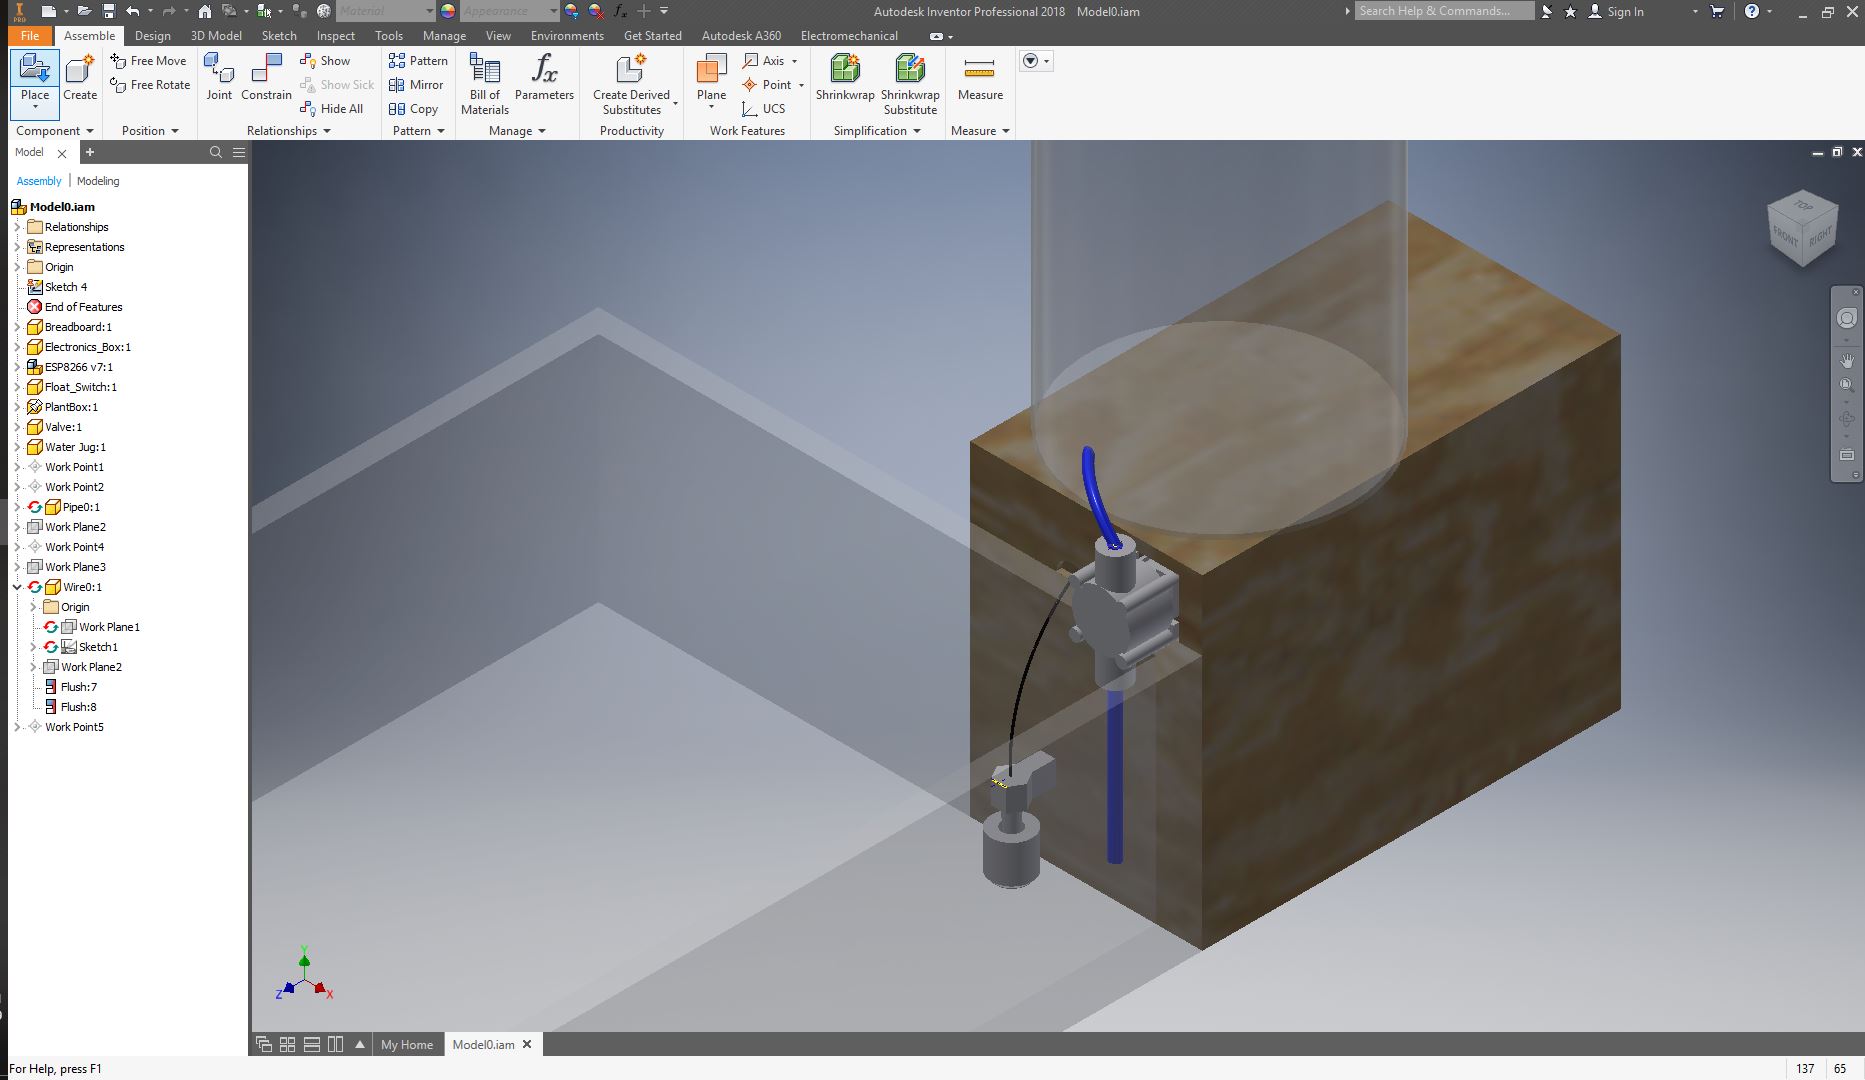 PRO
Material
Appearance
fx
Autodesk Inventor Professional 2018 Model0.iam
Search Help & Commands...
Sign In
File
Assemble
Design
3D Model
Sketch
Inspect
Tools
Manage
View
Environments
Get Started
Autodesk A360
Electromechanical
Place
Create
Free Move
Free Rotate
Joint
Constrain
Show
Show Sick
Hide All
Pattern
Mirror
Copy
Bill of
Materials
fx
Parameters
Create Derived
Substitutes
Plane
Axis
Point
UCS
Shrinkwrap
Shrinkwrap
Substitute
Measure
Component
Position
Relationships
Pattern
Manage
Productivity
Work Features
Simplification
Measure
Model
Assembly | Modeling
Model0.iam
Relationships
Representations
Origin
Sketch 4
End of Features
Breadboard:1
Electronics_Box:1
ESP8266 v7:1
Float_Switch:1
PlantBox:1
Valve:1
Water Jug:1
Work Point1
Work Point2
Pipe0:1
Work Plane2
Work Point4
Work Plane3
Wire0:1
Origin
Work Plane1
Sketch1
Work Plane2
Flush:7
Flush:8
Work Point5
TOP
FRONT
RIGHT
Y
Z
X
My Home
Model0.iam
For Help, press F1
137
65